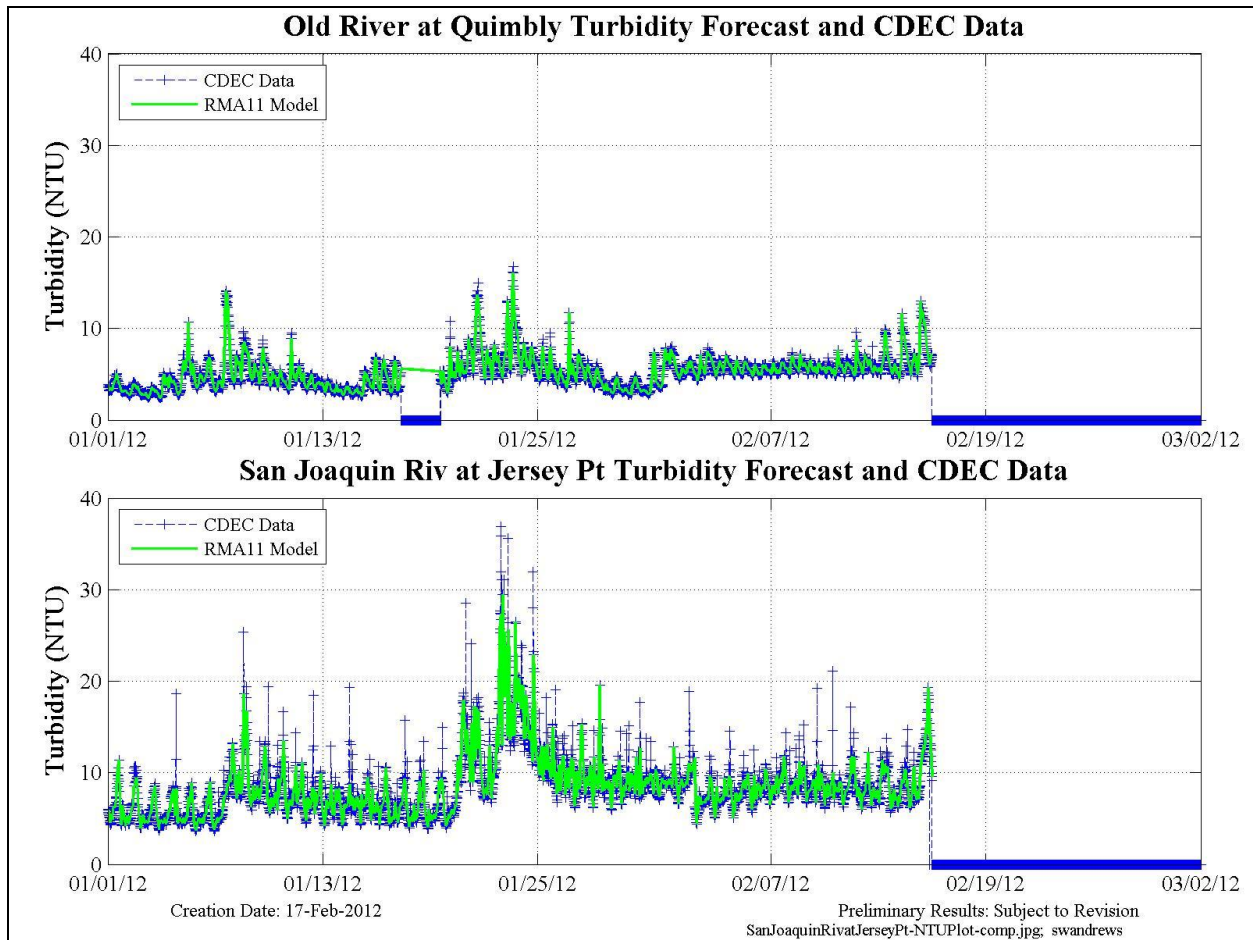 Old River at Quimbly Turbidity Forecast and CDEC Data
40
30
20
10
0
Turbidity (NTU)
CDEC Data
RMA11 Model
01/01/12 01/13/12 01/25/12 02/07/12 02/19/12 03/02/12
San Joaquin Riv at Jersey Pt Turbidity Forecast and CDEC Data
40
30
20
10
0
Turbidity (NTU)
CDEC Data
RMA11 Model
01/01/12 01/13/12 01/25/12 02/07/12 02/19/12 03/02/12
Creation Date: 17-Feb-2012
Preliminary Results: Subject to Revision
SanJoaquinRivatJerseyPt-NTUPlot-comp.jpg; swandrews